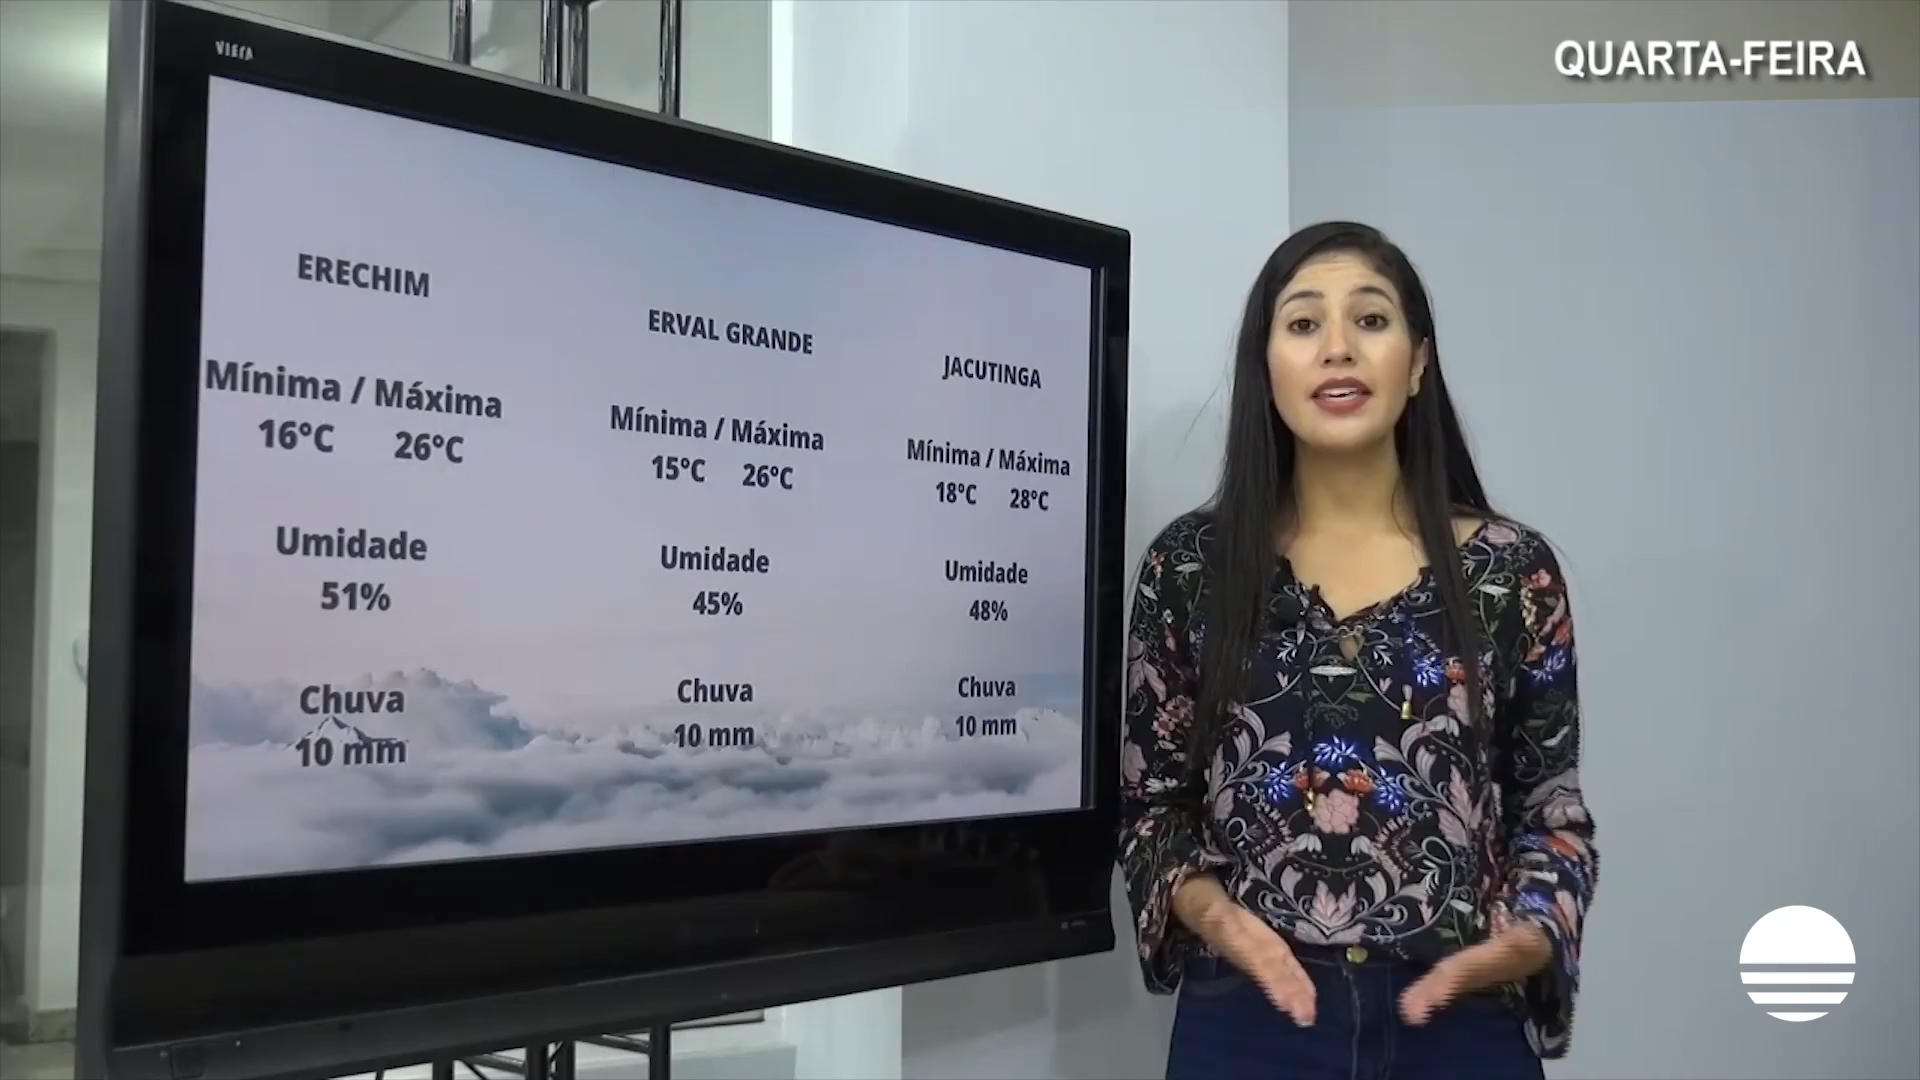 VIERA
QUARTA-FEIRA
ERECHIM
Mínima / Máxima
16°C 26°C
Umidade
51%
Chuva
10 mm
ERVAL GRANDE
Mínima / Máxima
15°C 26°C
Umidade
45%
Chuva
10 mm
JACUTINGA
Mínima / Máxima
18°C 28°C
Umidade
48%
Chuva
10 mm